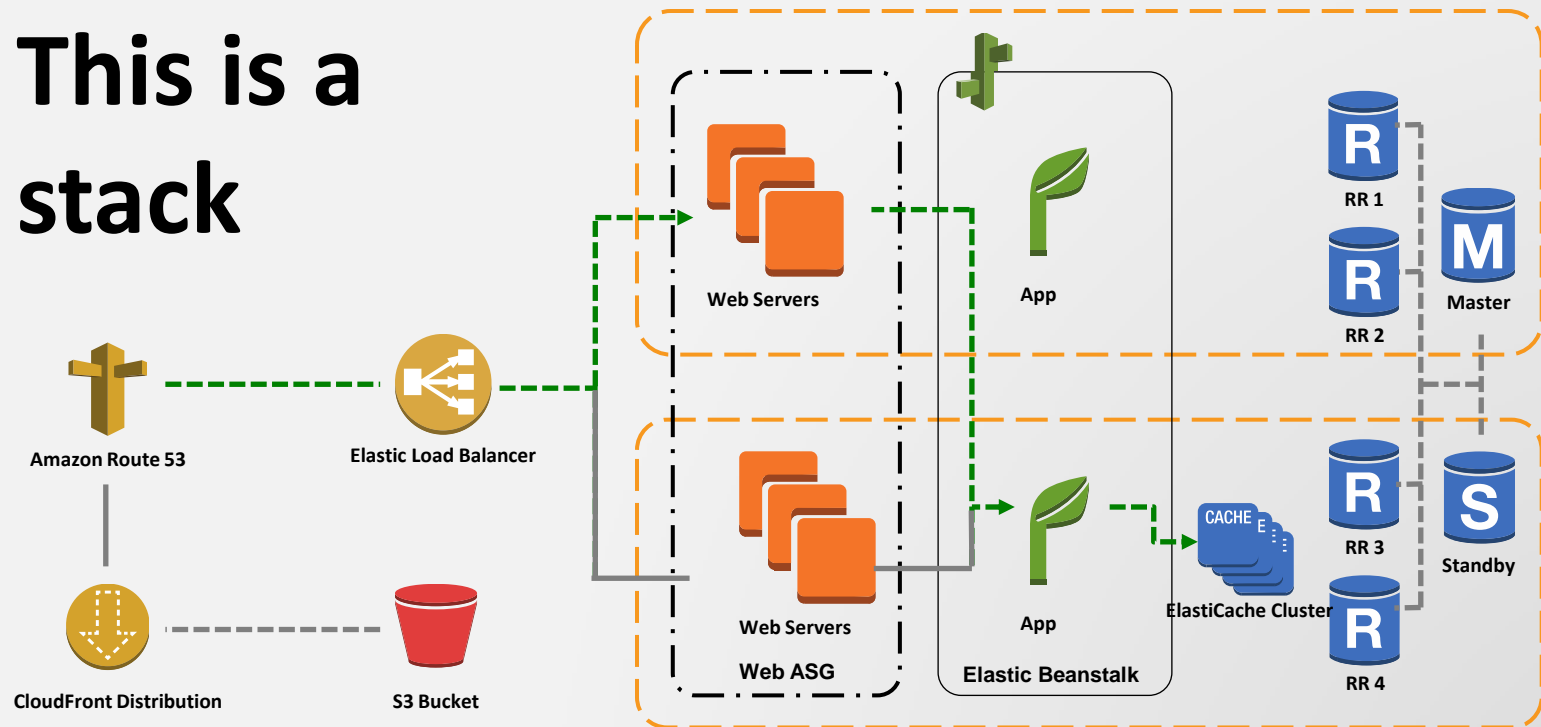 This is a
stack
Web Servers
App
R
RR 1
R
RR 2
M
Master
Amazon Route 53
Elastic Load Balancer
CloudFront Distribution
S3 Bucket
Web Servers
Web ASG
App
Elastic Beanstalk
CACHE
E
ElastiCache Cluster
R
RR 3
R
RR 4
S
Standby